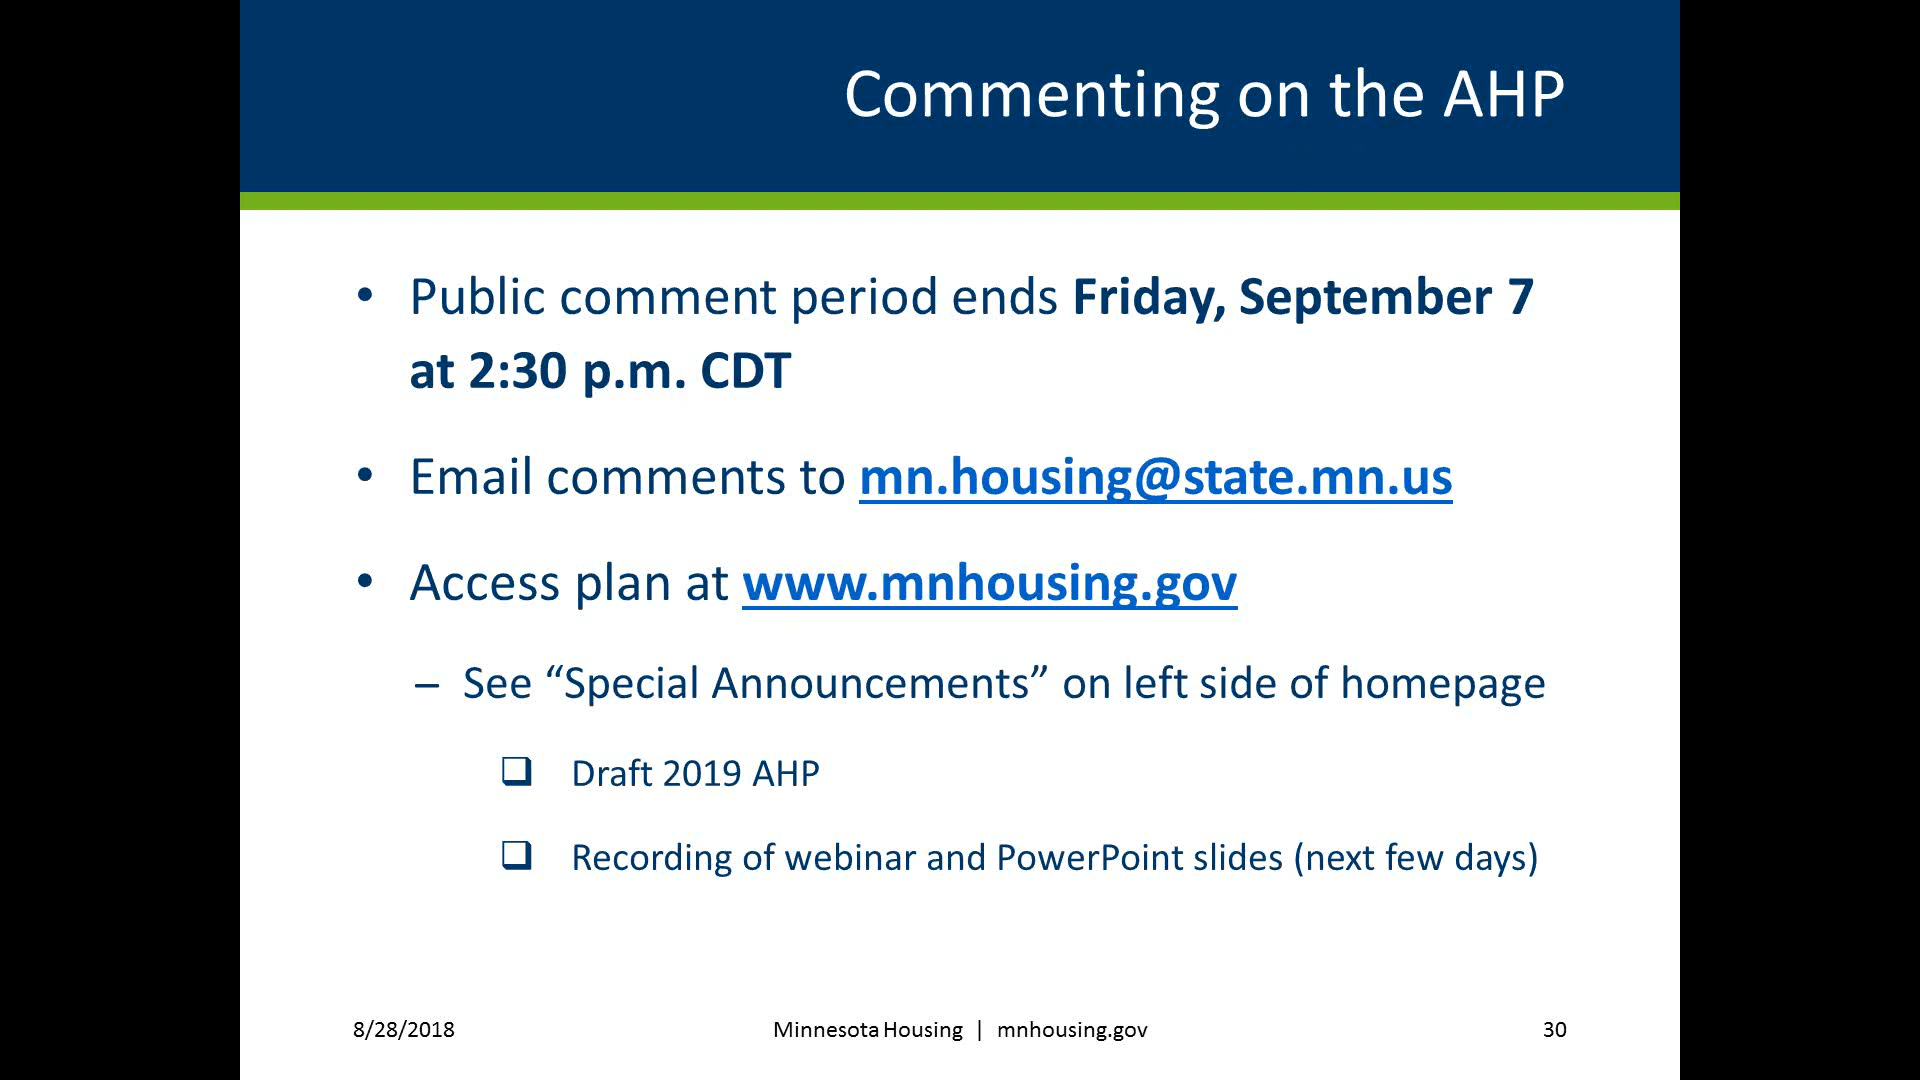 Commenting on the AHP
• Public comment period ends Friday, September 7
at 2:30 p.m. CDT
• Email comments to mn.housing@state.mn.us
• Access plan at www.mnhousing.gov
– See “Special Announcements” on left side of homepage
❑ Draft 2019 AHP
❑ Recording of webinar and PowerPoint slides (next few days)
8/28/2018 Minnesota Housing | mnhousing.gov 30